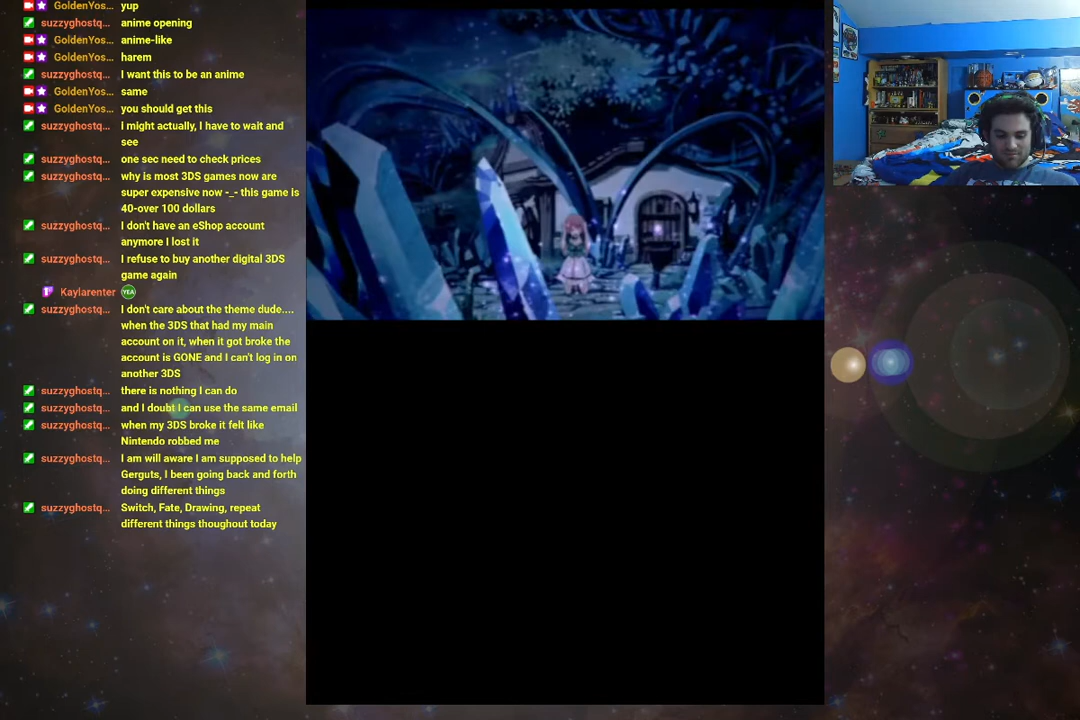 GoldenYos... yup
suzzyghostq... anime opening
GoldenYos... anime-like
GoldenYos... harem
suzzyghostq... I want this to be an anime
GoldenYos... same
GoldenYos... you should get this
suzzyghostq... I might actually, I have to wait and
see
suzzyghostq... one sec need to check prices
suzzyghostq... why is most 3DS games now are
super expensive now -_- this game is
40-over 100 dollars
suzzyghostq... I don't have an eShop account
anymore I lost it
suzzyghostq... I refuse to buy another digital 3DS
game again
Kaylarenter YEA
suzzyghostq... I don't care about the theme dude....
when the 3DS that had my main
account on it, when it got broke the
account is GONE and I can't log in on
another 3DS
suzzyghostq... there is nothing I can do
suzzyghostq... and I doubt I can use the same email
suzzyghostq... when my 3DS broke it felt like
Nintendo robbed me
suzzyghostq... I am will aware I am supposed to help
Gerguts, I been going back and forth
doing different things
suzzyghostq... Switch, Fate, Drawing, repeat
different things thoughout today